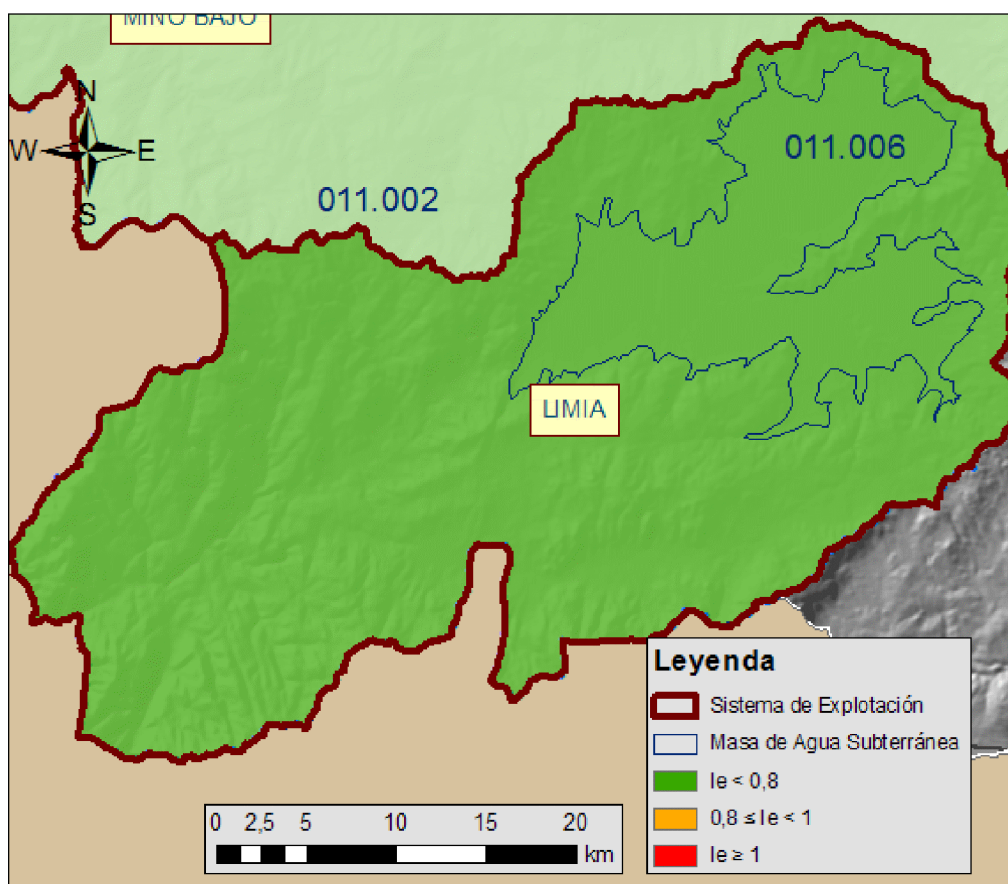 MIÑO BAJO
N
W E
S
011.002
011.006
LIMIA
Leyenda
Sistema de Explotación
Masa de Agua Subterránea
Ie < 0,8
0,8 ≤ Ie < 1
Ie ≥ 1
0 2,5 5 10 15 20
km